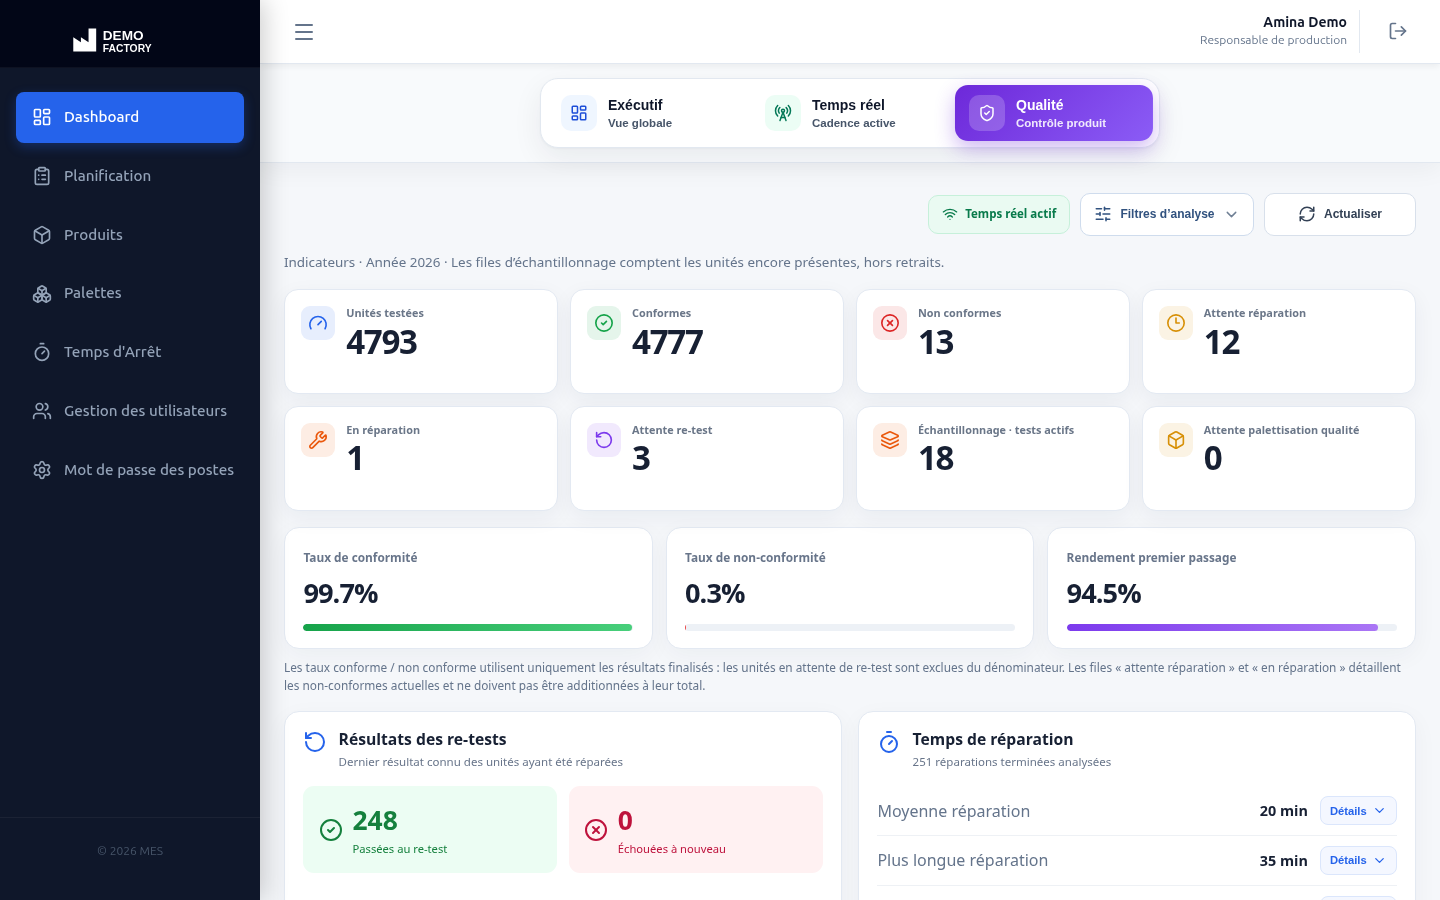 DEMO
FACTORY
Amina Demo
Responsable de production
Dashboard
Planification
Produits
Palettes
Temps d'Arrêt
Gestion des utilisateurs
Mot de passe des postes
© 2026 MES
Exécutif
Vue globale
Temps réel
Cadence active
Qualité
Contrôle produit
Temps réel actif
Filtres d’analyse
Actualiser
Indicateurs · Année 2026 · Les files d’échantillonnage comptent les unités encore présentes, hors retraits.
Unités testées
4793
Conformes
4777
Non conformes
13
Attente réparation
12
En réparation
1
Attente re-test
3
Échantillonnage · tests actifs
18
Attente palettisation qualité
0
Taux de conformité
99.7%
Taux de non-conformité
0.3%
Rendement premier passage
94.5%
Les taux conforme / non conforme utilisent uniquement les résultats finalisés : les unités en attente de re-test sont exclues du dénominateur. Les files « attente réparation » et « en réparation » détaillent
les non-conformes actuelles et ne doivent pas être additionnées à leur total.
Résultats des re-tests
Dernier résultat connu des unités ayant été réparées
248
Passées au re-test
0
Échouées à nouveau
Temps de réparation
251 réparations terminées analysées
Moyenne réparation
20 min
Détails
Plus longue réparation
35 min
Détails